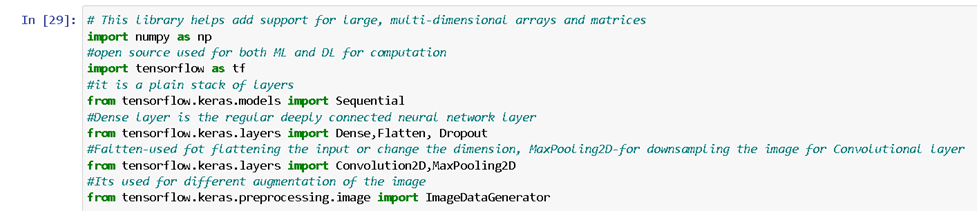 In [29]: # This library helps add support for large, multi-dimensional arrays and matrices
import numpy as np
#open source used for both ML and DL for computation
import tensorflow as tf
#it is a plain stack of layers
from tensorflow.keras.models import Sequential
#Dense layer is the regular deeply connected neural network layer
from tensorflow.keras.layers import Dense,Flatten, Dropout
#Faltten-used fot flattening the input or change the dimension, MaxPooling2D-for downsampling the image for Convolutional layer
from tensorflow.keras.layers import Convolution2D,MaxPooling2D
#Its used for different augmentation of the image
from tensorflow.keras.preprocessing.image import ImageDataGenerator